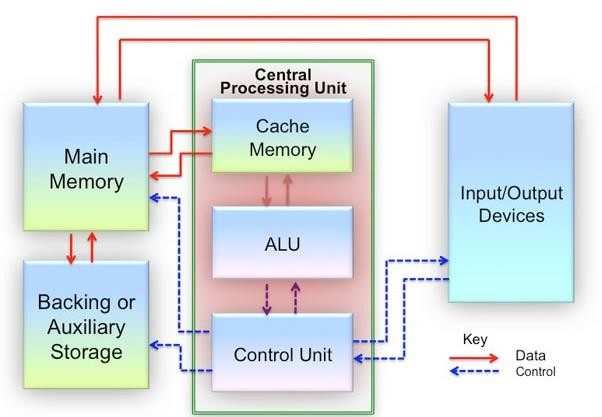 Central
Processing Unit
Cache
Memory
Main
Memory
Input/Output
Devices
ALU
Backing or
Auxiliary
Storage
Control Unit
Key
Data
Control